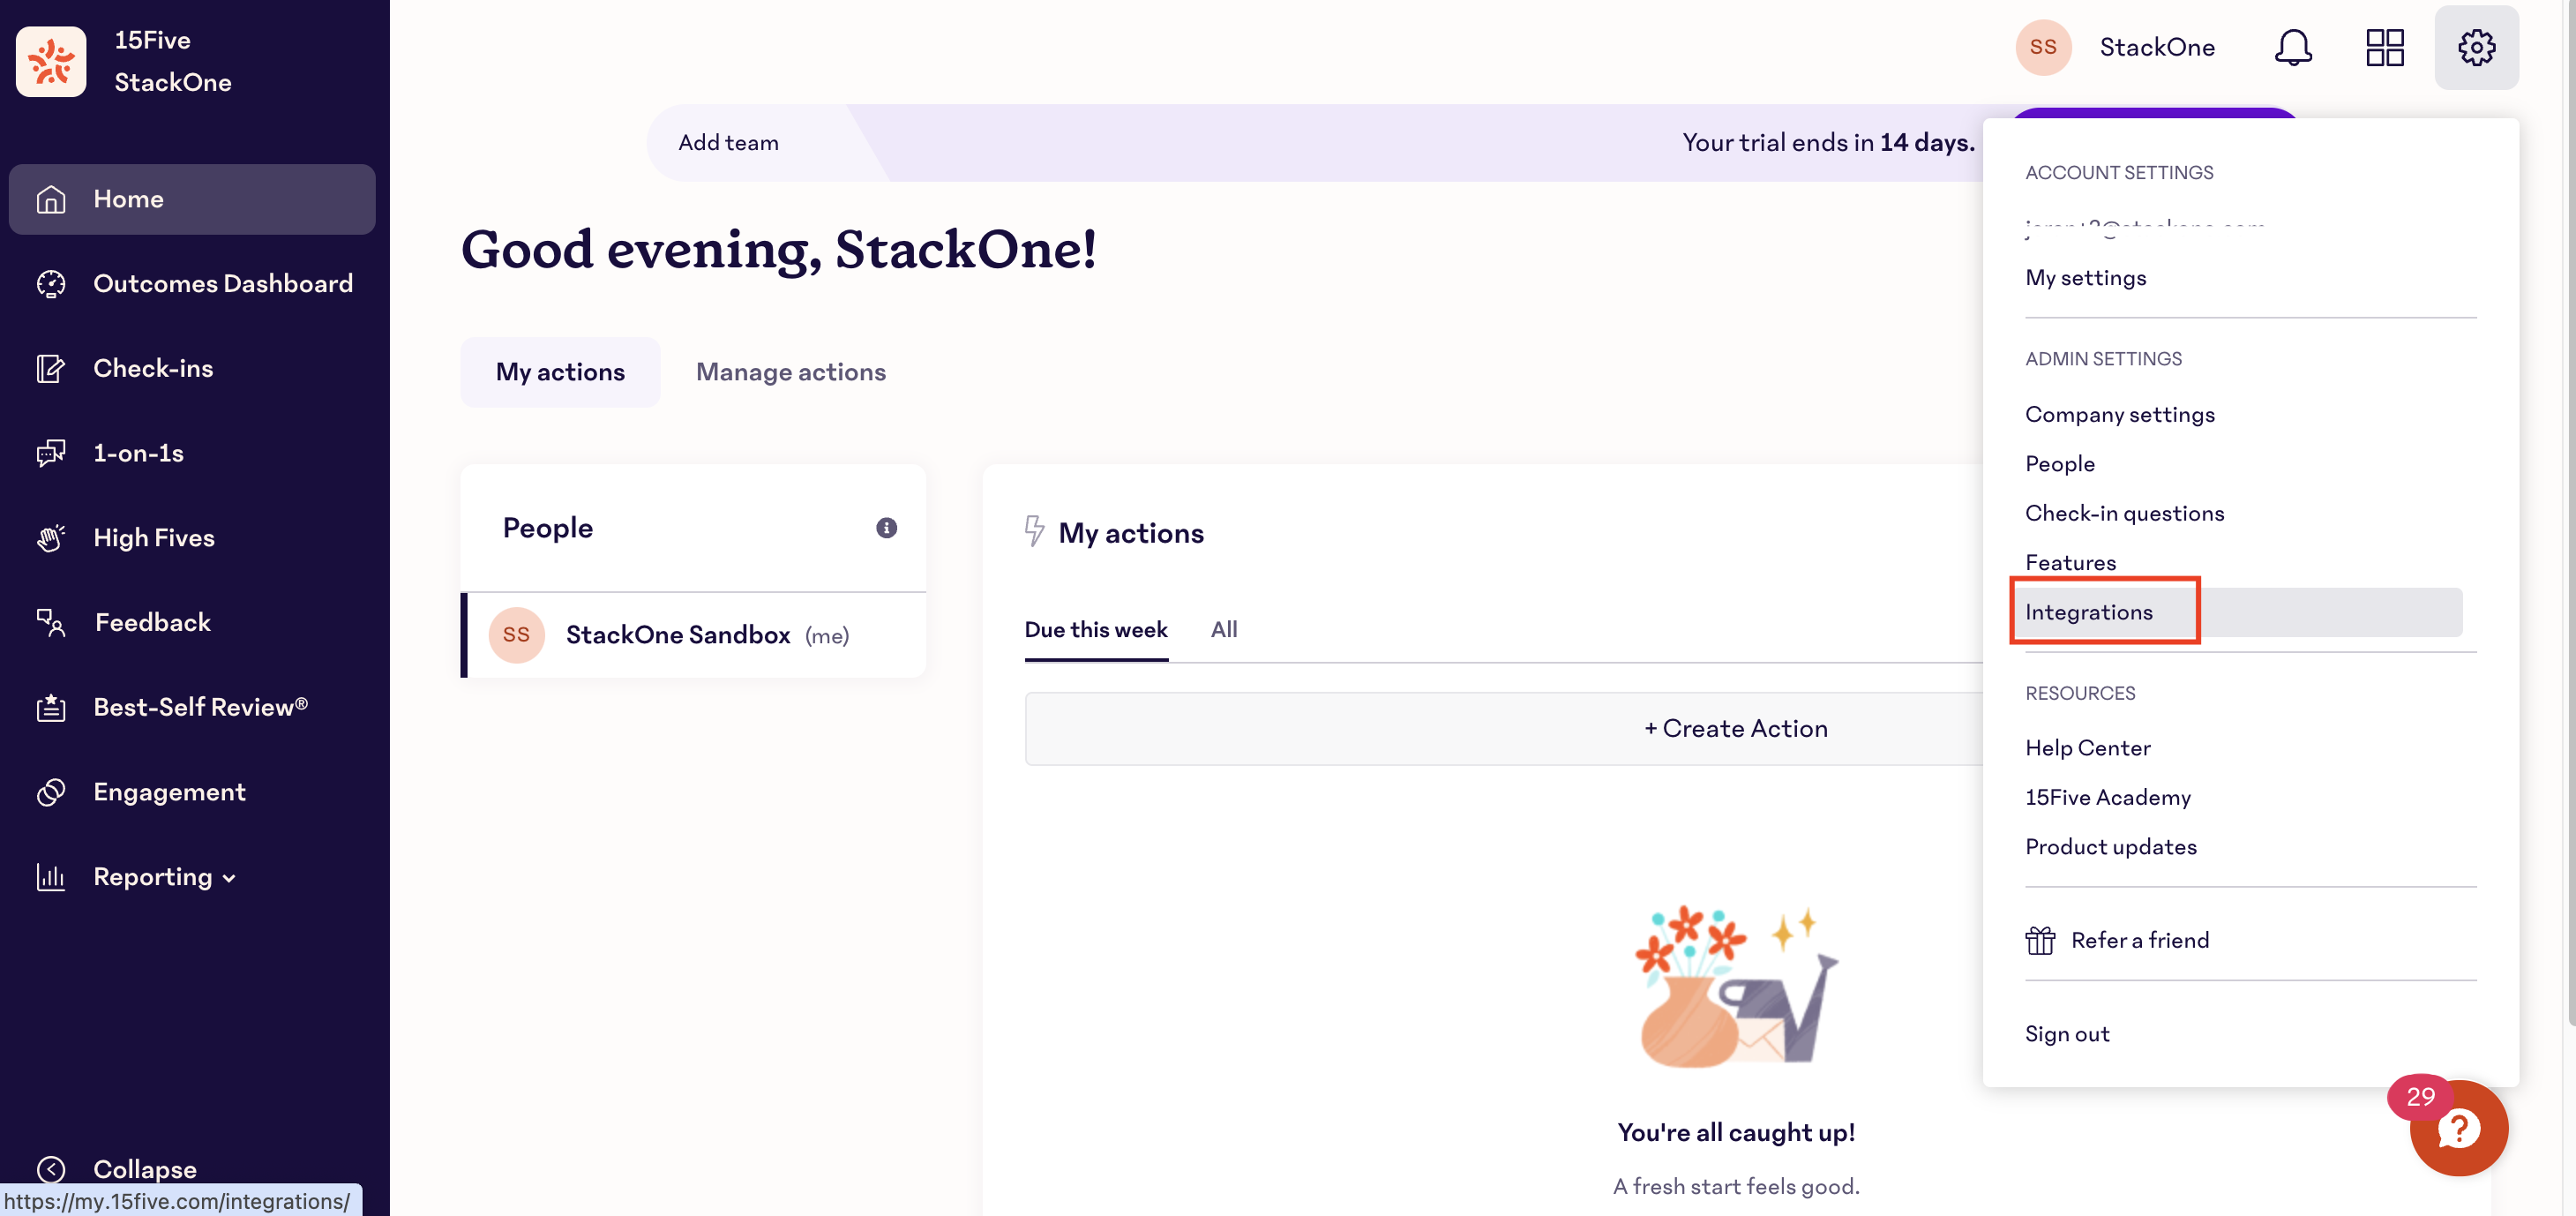 15Five
StackOne
Home
Outcomes Dashboard
Check-ins
1-on-1s
High Fives
Feedback
Best-Self Review®
Engagement
Reporting
Collapse
https://my.15five.com/integrations/
SS StackOne
Add team
Your trial ends in 14 days.
Good evening, StackOne!
My actions Manage actions
People
SS StackOne Sandbox (me)
My actions
Due this week All
+ Create Action
You're all caught up!
A fresh start feels good.
ACCOUNT SETTINGS
My settings
ADMIN SETTINGS
Company settings
People
Check-in questions
Features
Integrations
RESOURCES
Help Center
15Five Academy
Product updates
Refer a friend
Sign out
29
?